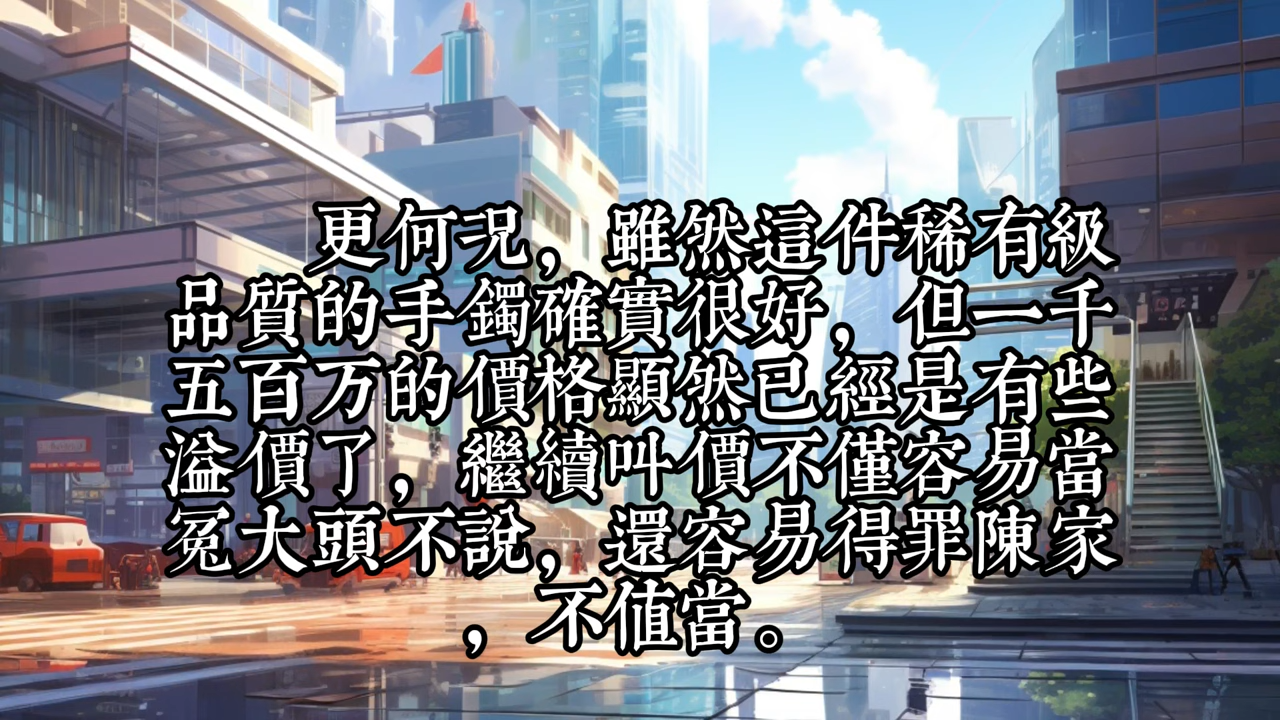 更何况，雖然這件稀有級
品質的手鐲確實很好，但一千
五百万的價格顯然已經是有些
溢價了，繼續叫價不僅容易當
冤大頭不說，還容易得罪陳家
，不值當。